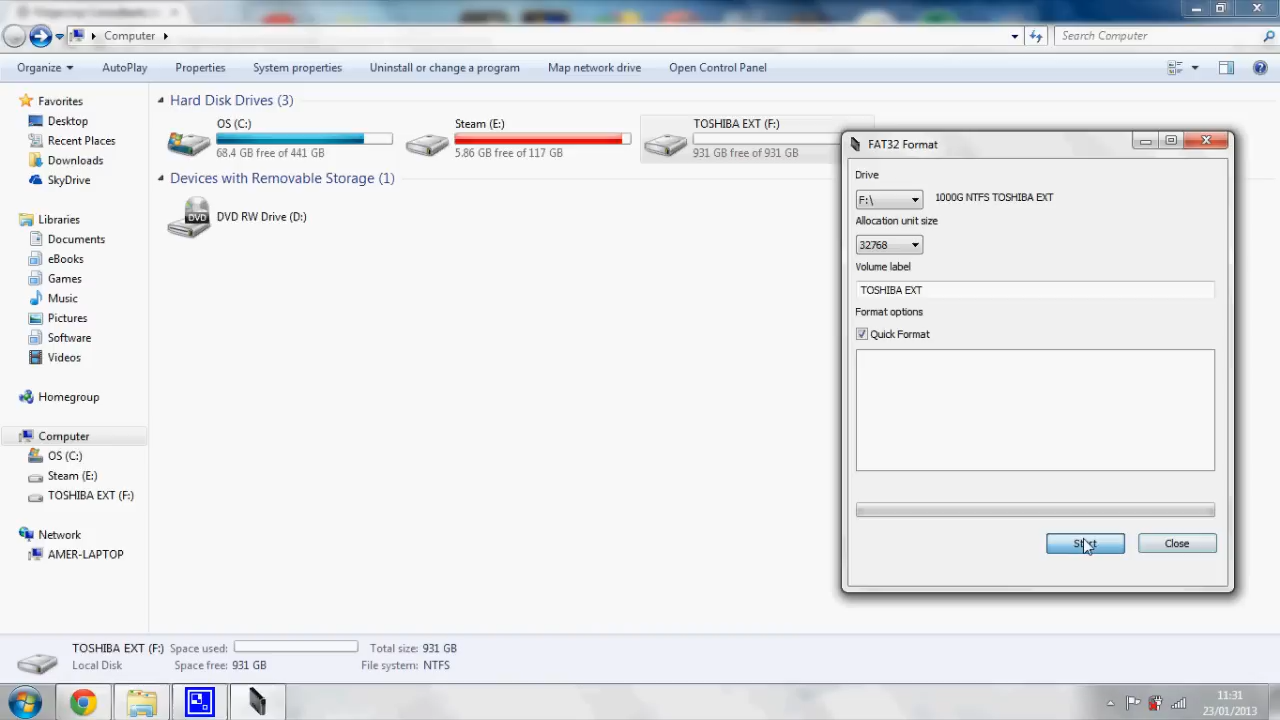 Computer
Search Computer
Organize AutoPlay Properties System properties Uninstall or change a program Map network drive Open Control Panel
Favorites
Desktop
Recent Places
Downloads
SkyDrive
Libraries
Documents
eBooks
Games
Music
Pictures
Software
Videos
Homegroup
Computer
OS (C:)
Steam (E:)
TOSHIBA EXT (F:)
Network
AMER-LAPTOP
Hard Disk Drives (3)
OS (C:)
68.4 GB free of 441 GB
Steam (E:)
5.86 GB free of 117 GB
TOSHIBA EXT (F:)
931 GB free of 931 GB
Devices with Removable Storage (1)
DVD
DVD RW Drive (D:)
FAT32 Format
Drive
F:\ 1000G NTFS TOSHIBA EXT
Allocation unit size
32768
Volume label
TOSHIBA EXT
Format options
Quick Format
Start Close
TOSHIBA EXT (F:) Space used: Total size: 931 GB
Local Disk Space free: 931 GB File system: NTFS
11:31
23/01/2013